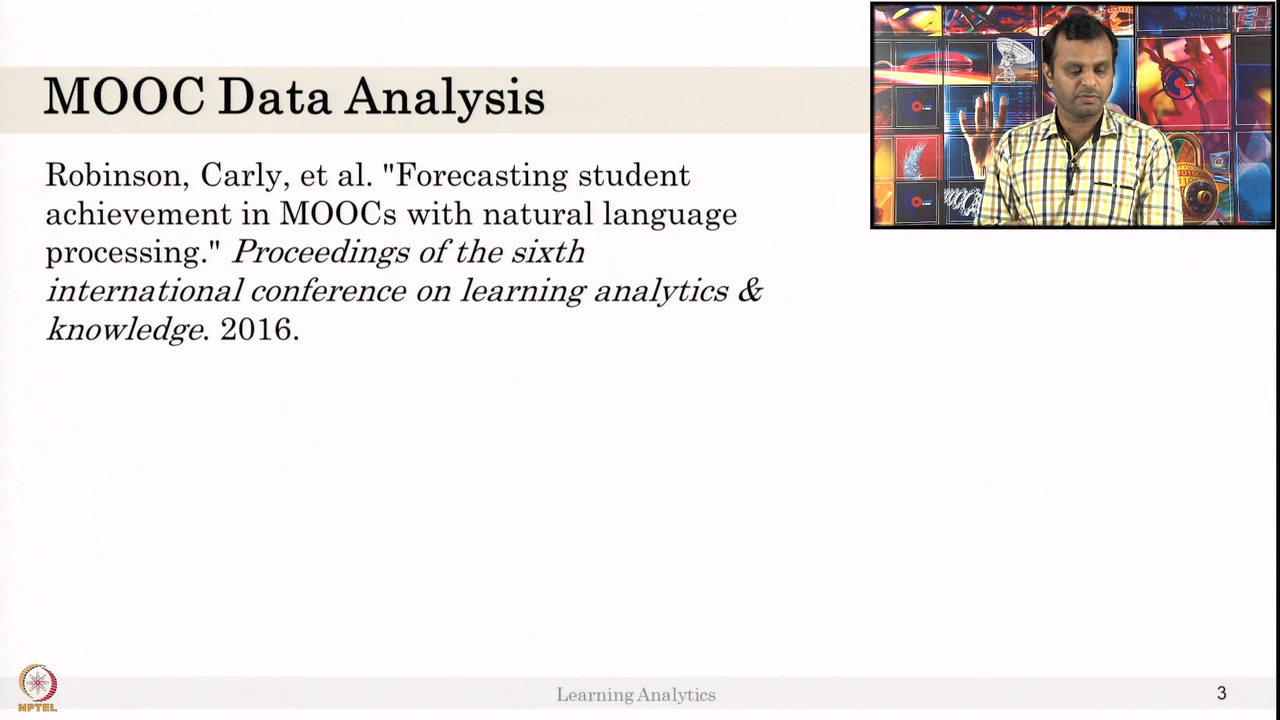 MOOC Data Analysis
Robinson, Carly, et al. "Forecasting student
achievement in MOOCs with natural language
processing." Proceedings of the sixth
international conference on learning analytics &
knowledge. 2016.
NPTEL
Learning Analytics
3